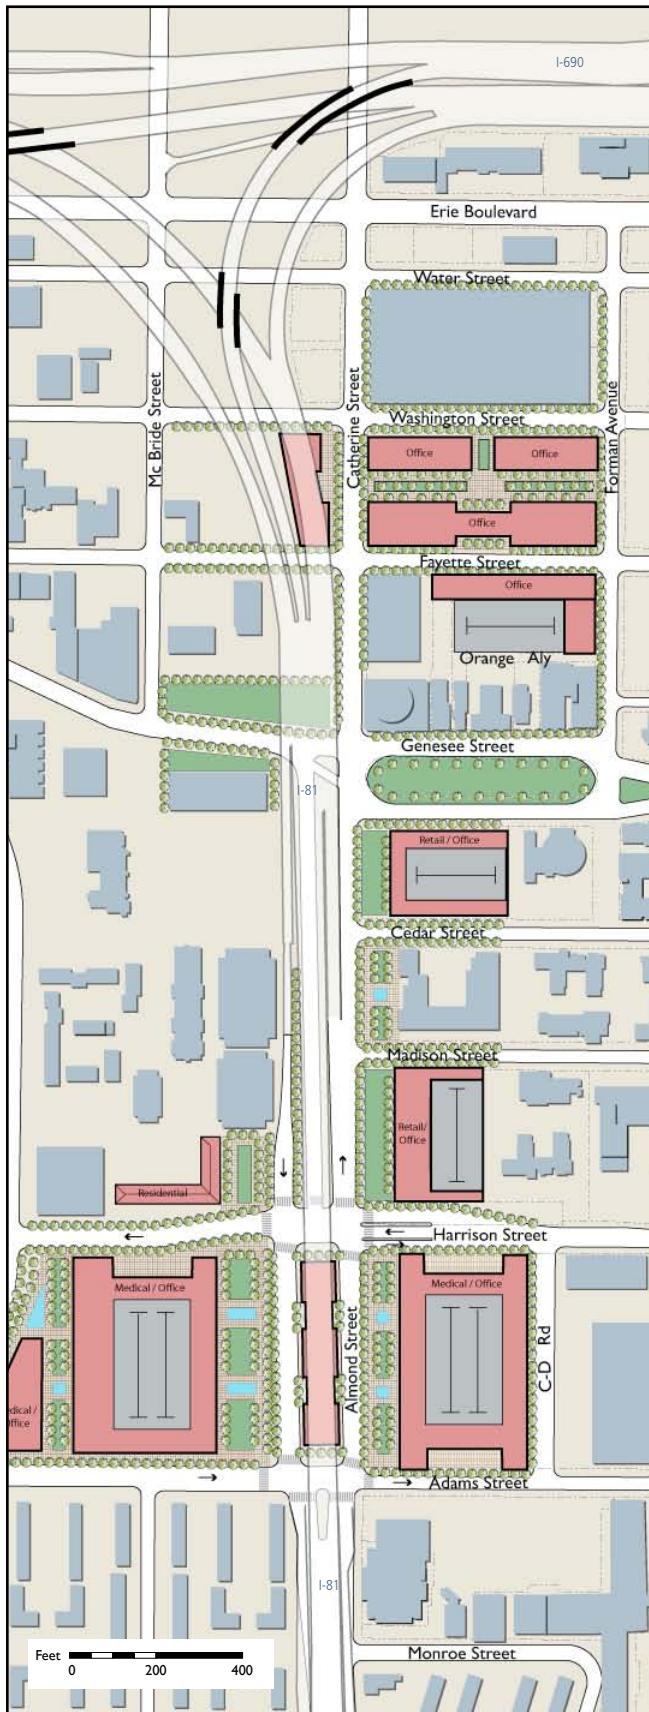 I-690
Erie Boulevard
Water Street
Mc Bride Street
Catherine Street
Forman Avenue
Washington Street
Office
Office
Office
Fayette Street
Office
Orange Aly
Genesee Street
I-81
Retail / Office
Cedar Street
Madison Street
Retail/
Office
Residential
Harrison Street
Medical / Office
Medical / Office
Almond Street
C-D Rd
edical /
ffice
Adams Street
I-81
Monroe Street
Feet
0 200 400